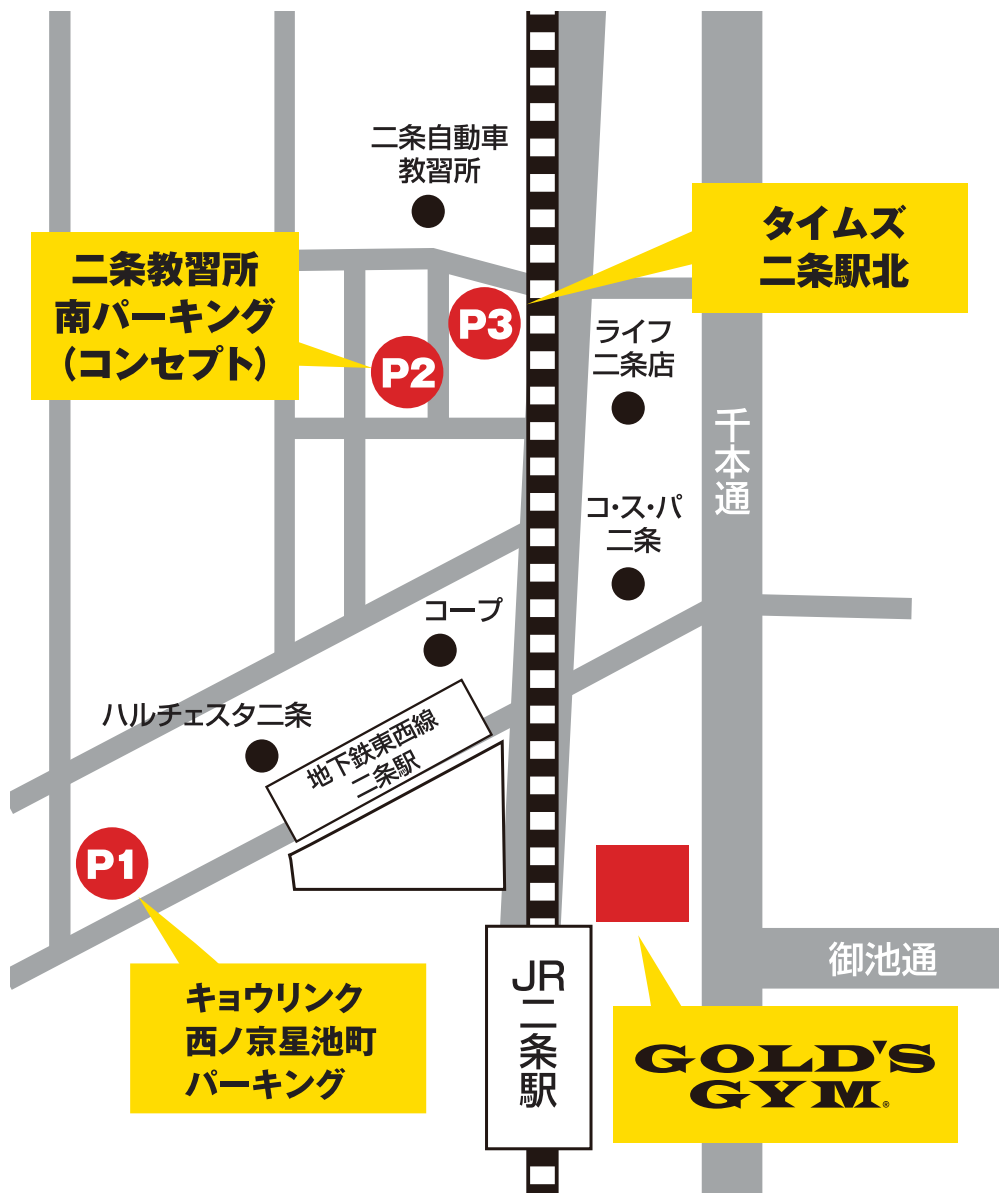 二条自動車
教習所
タイムズ
二条駅北
二条教習所
南パーキング
(コンセプト)
P3
P2
ライフ
二条店
千本通
コ・ス・パ
二条
コープ
ハルチェスタ二条
地下鉄東西線
二条駅
P1
御池通
JR二条駅
キョウリンク
西ノ京星池町
パーキング
GOLD'S
GYM®